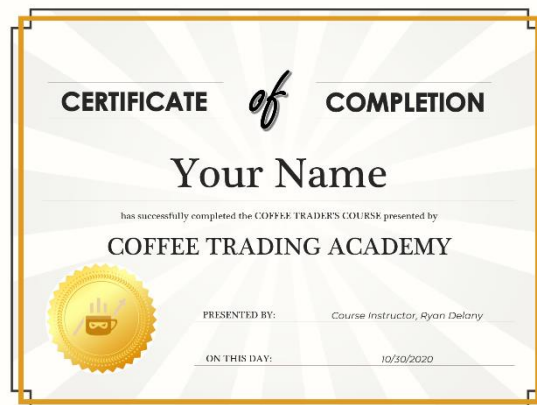 CERTIFICATE of COMPLETION
Your Name
has successfully completed the COFFEE TRADER'S COURSE presented by
COFFEE TRADING ACADEMY
PRESENTED BY: Course Instructor, Ryan Delany
ON THIS DAY: 10/30/2020